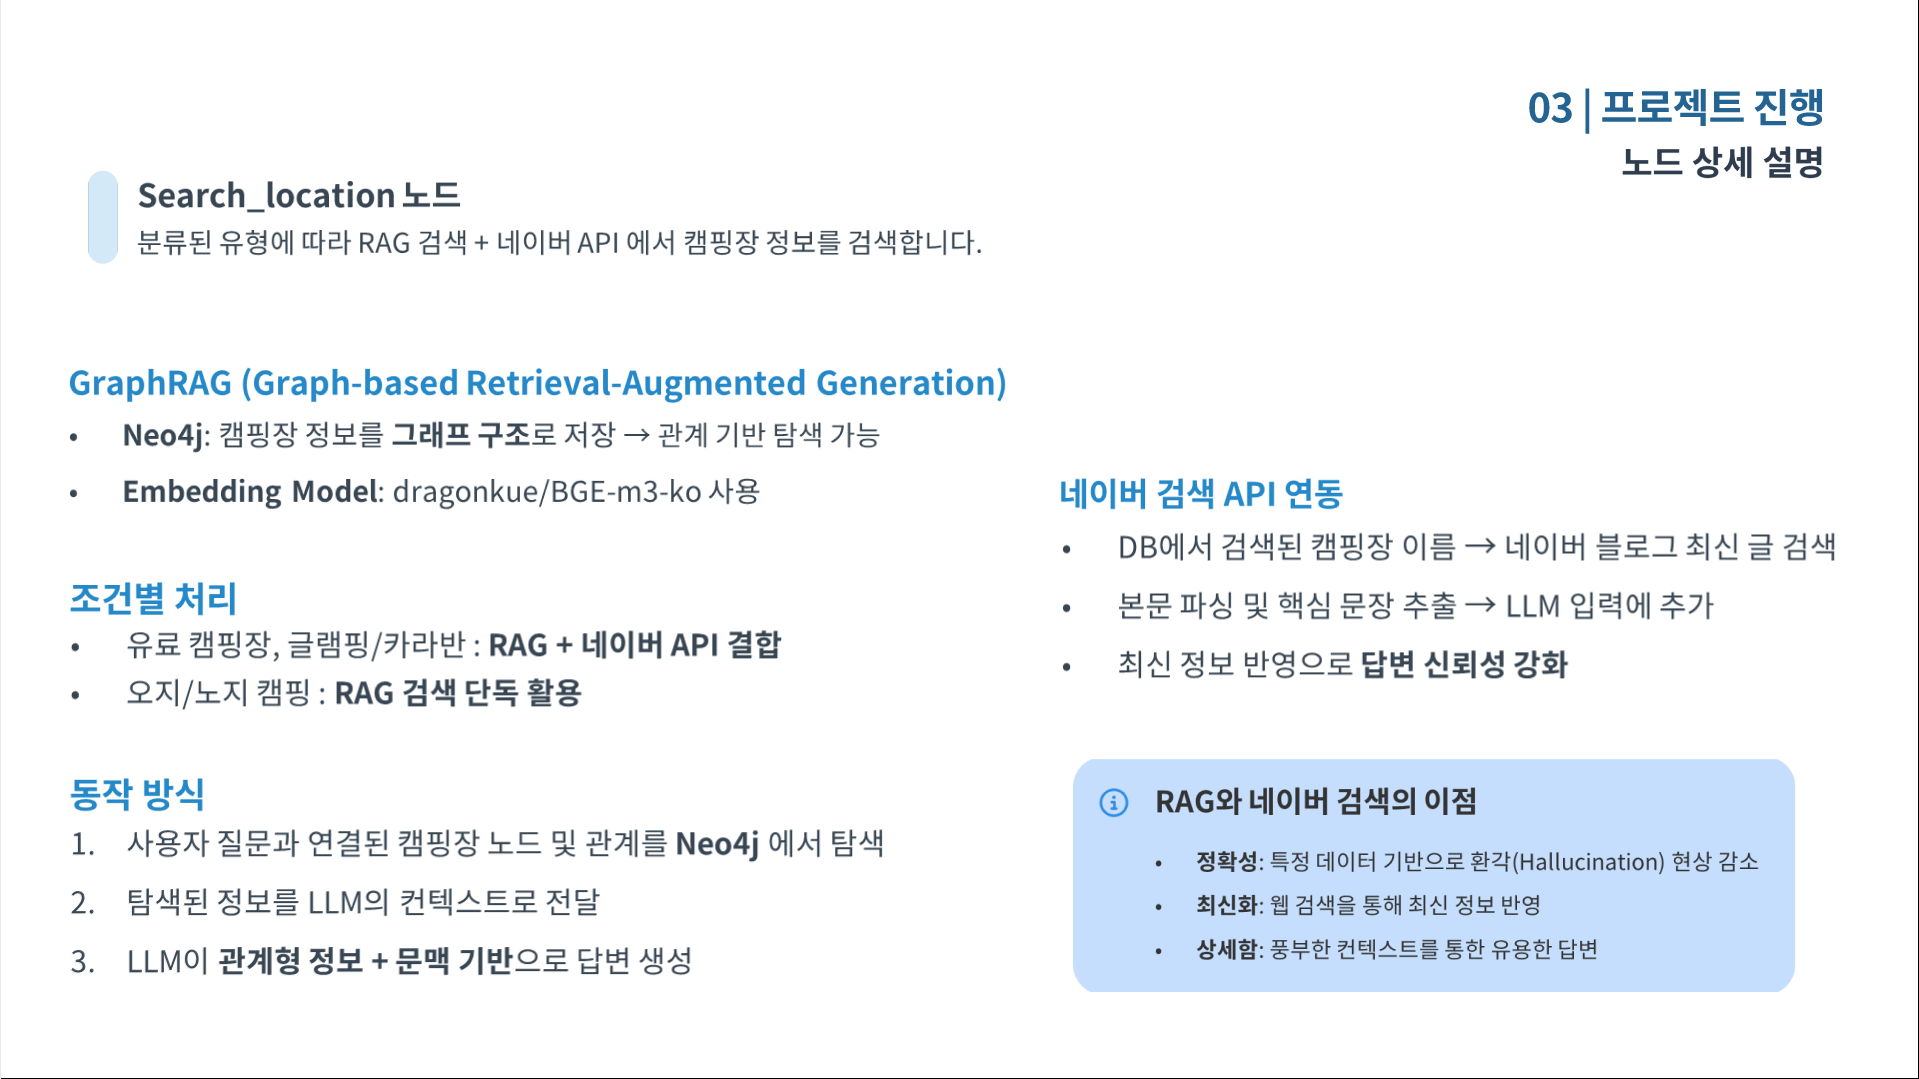 03 | 프로젝트 진행
노드 상세 설명
Search_location 노드
분류된 유형에 따라 RAG 검색 + 네이버 API 에서 캠핑장 정보를 검색합니다.
GraphRAG (Graph-based Retrieval-Augmented Generation)
• Neo4j: 캠핑장 정보를 그래프 구조로 저장 → 관계 기반 탐색 가능
• Embedding Model: dragonkue/BGE-m3-ko 사용
조건별 처리
• 유료 캠핑장, 글램핑/카라반 : RAG + 네이버 API 결합
• 오지/노지 캠핑 : RAG 검색 단독 활용
동작 방식
1. 사용자 질문과 연결된 캠핑장 노드 및 관계를 Neo4j 에서 탐색
2. 탐색된 정보를 LLM의 컨텍스트로 전달
3. LLM이 관계형 정보 + 문맥 기반으로 답변 생성
네이버 검색 API 연동
• DB에서 검색된 캠핑장 이름 → 네이버 블로그 최신 글 검색
• 본문 파싱 및 핵심 문장 추출 → LLM 입력에 추가
• 최신 정보 반영으로 답변 신뢰성 강화
RAG와 네이버 검색의 이점
• 정확성: 특정 데이터 기반으로 환각(Hallucination) 현상 감소
• 최신화: 웹 검색을 통해 최신 정보 반영
• 상세함: 풍부한 컨텍스트를 통한 유용한 답변